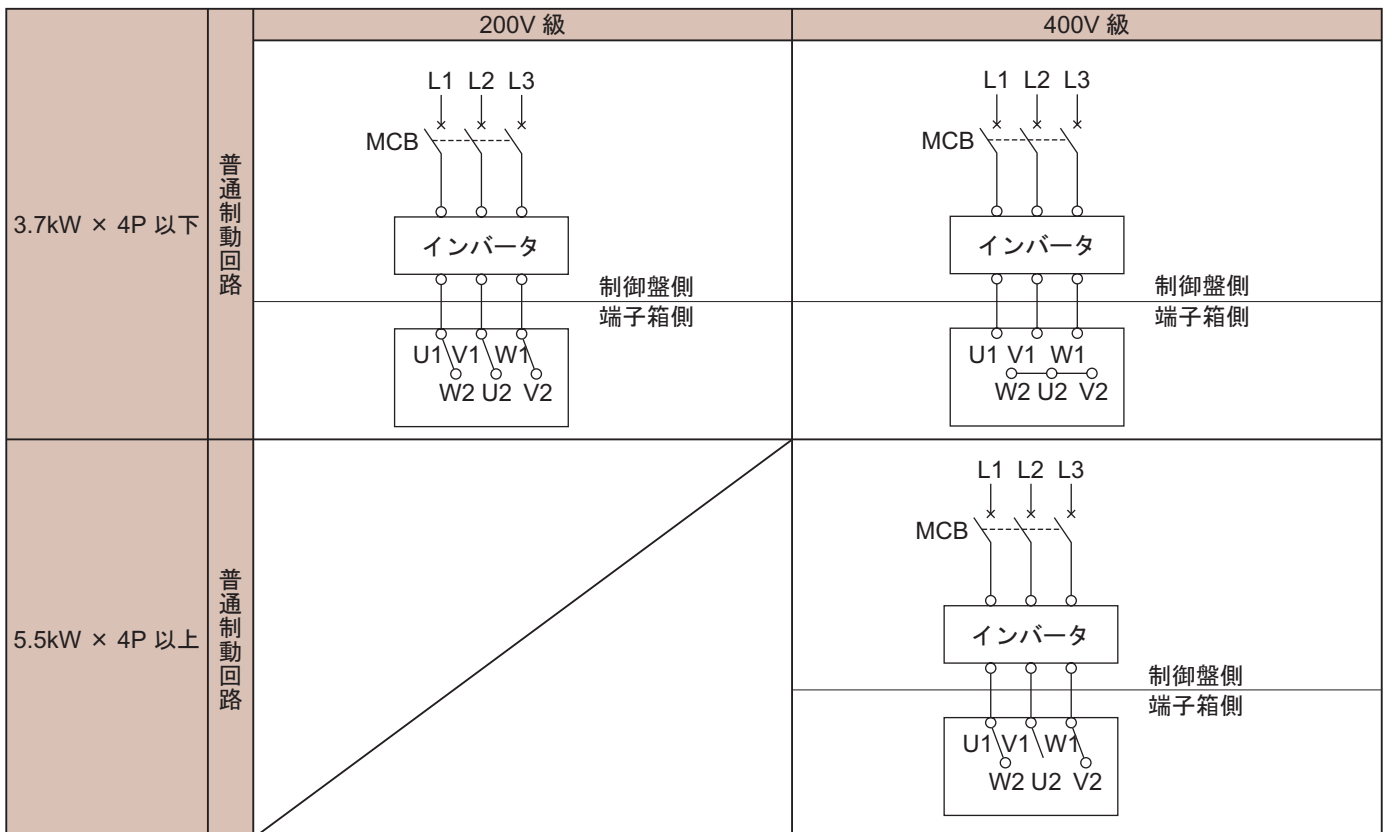 200V 級
400V 級
3.7kW × 4P 以下
普通制動回路
L1 L2 L3
MCB
インバータ
制御盤側
端子箱側
U1 V1 W1
W2 U2 V2
L1 L2 L3
MCB
インバータ
制御盤側
端子箱側
U1 V1 W1
W2 U2 V2
5.5kW × 4P 以上
普通制動回路
L1 L2 L3
MCB
インバータ
制御盤側
端子箱側
U1 V1 W1
W2 U2 V2